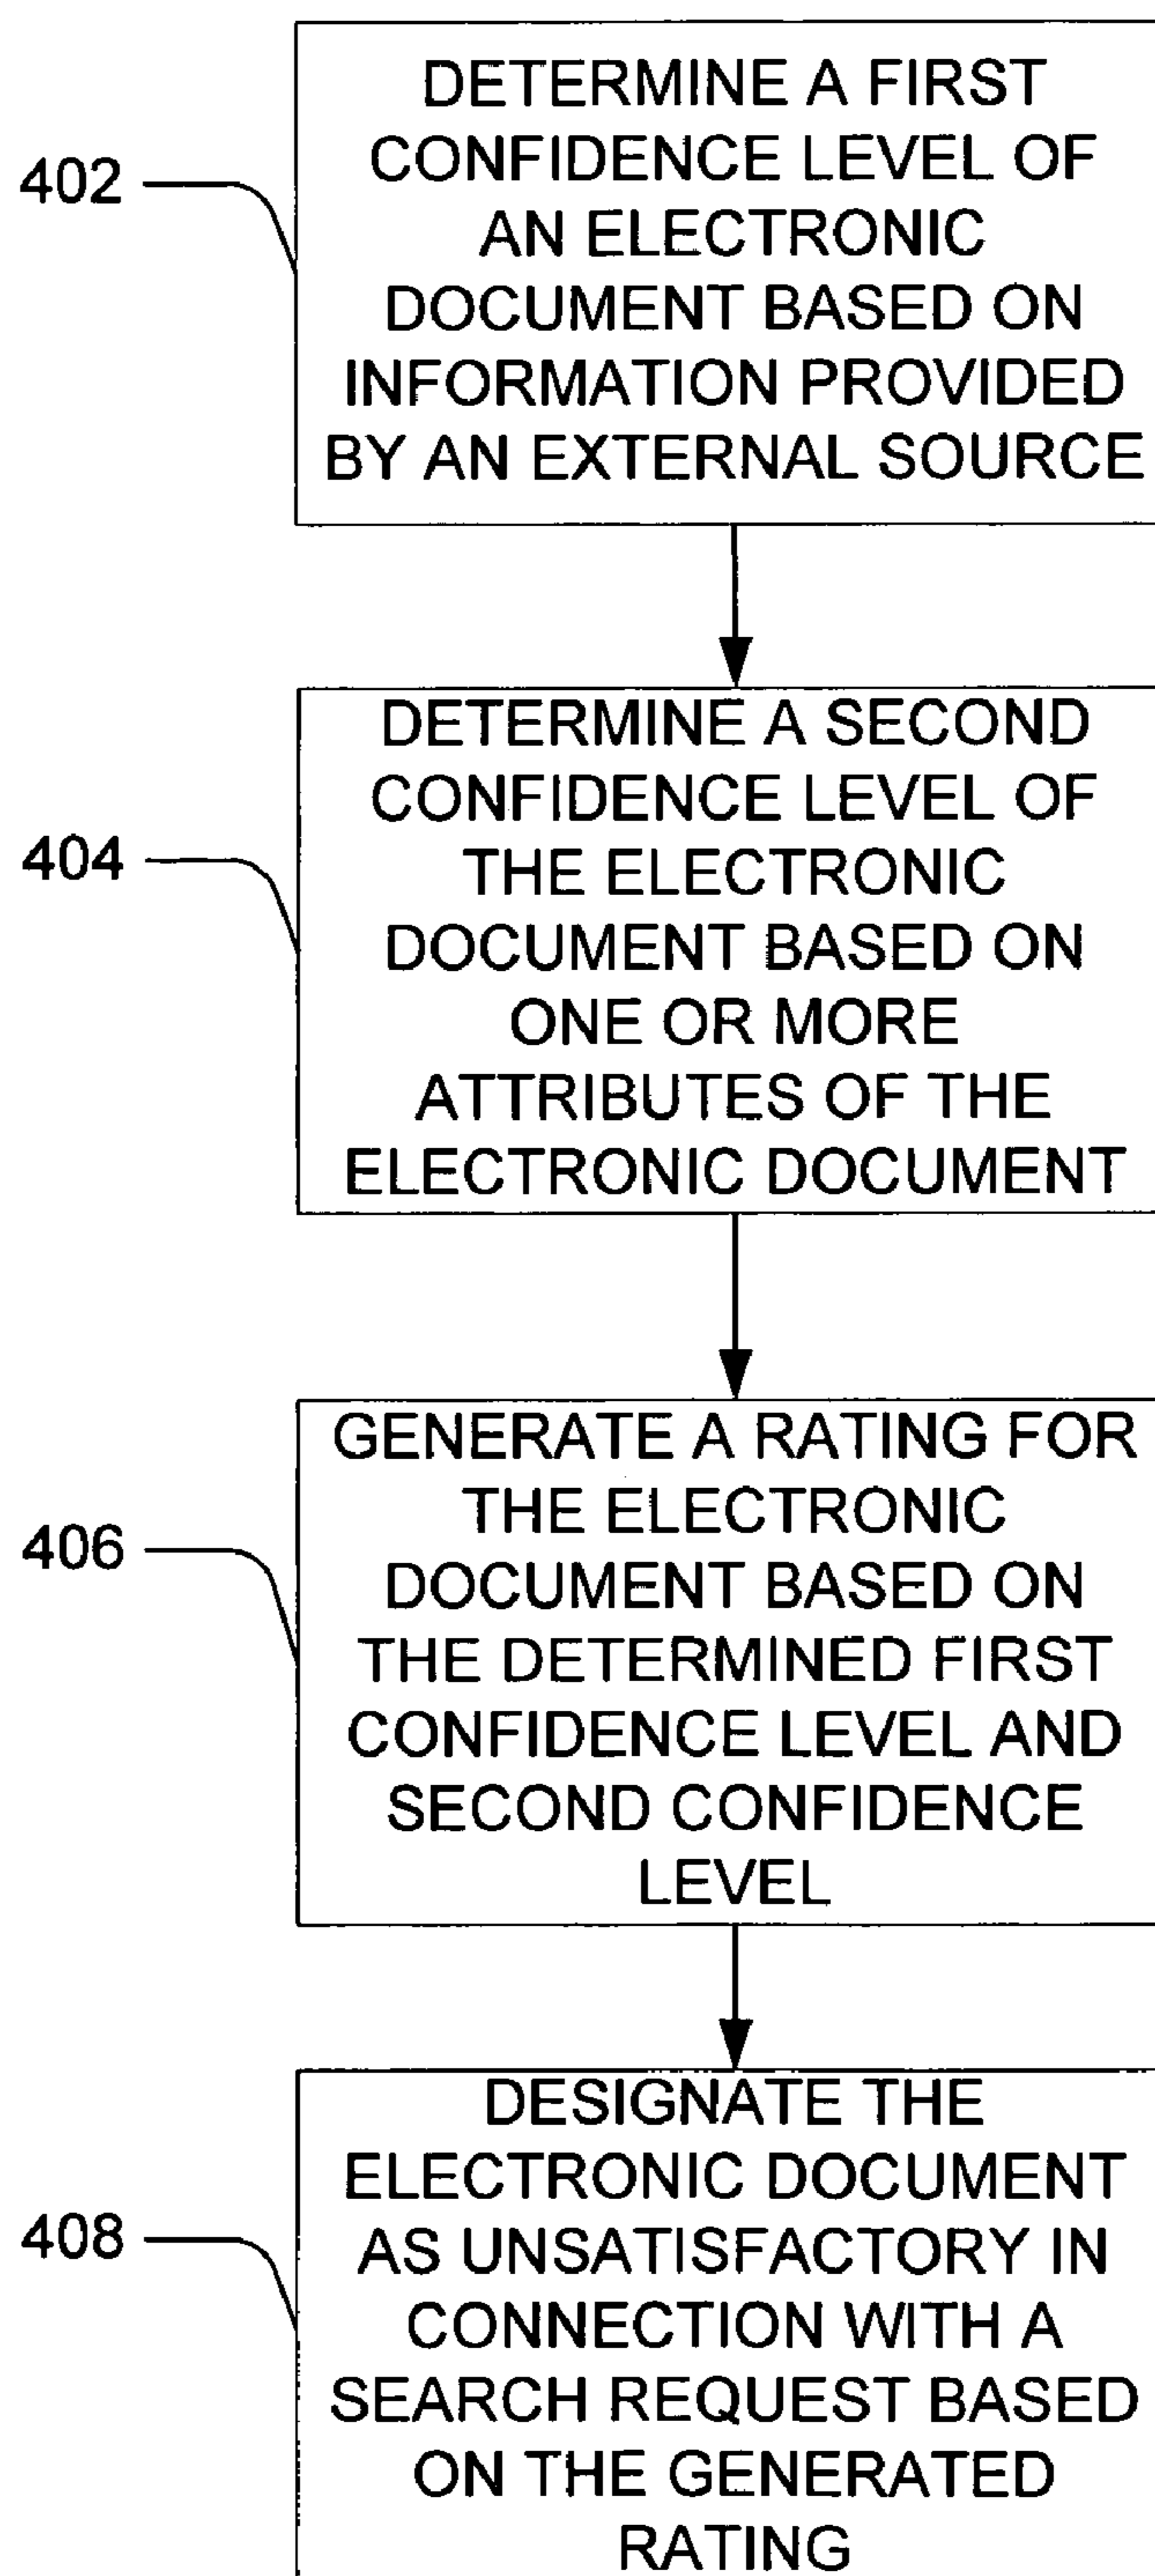 402
DETERMINE A FIRST
CONFIDENCE LEVEL OF
AN ELECTRONIC
DOCUMENT BASED ON
INFORMATION PROVIDED
BY AN EXTERNAL SOURCE
404
DETERMINE A SECOND
CONFIDENCE LEVEL OF
THE ELECTRONIC
DOCUMENT BASED ON
ONE OR MORE
ATTRIBUTES OF THE
ELECTRONIC DOCUMENT
406
GENERATE A RATING FOR
THE ELECTRONIC
DOCUMENT BASED ON
THE DETERMINED FIRST
CONFIDENCE LEVEL AND
SECOND CONFIDENCE
LEVEL
408
DESIGNATE THE
ELECTRONIC DOCUMENT
AS UNSATISFACTORY IN
CONNECTION WITH A
SEARCH REQUEST BASED
ON THE GENERATED
RATING